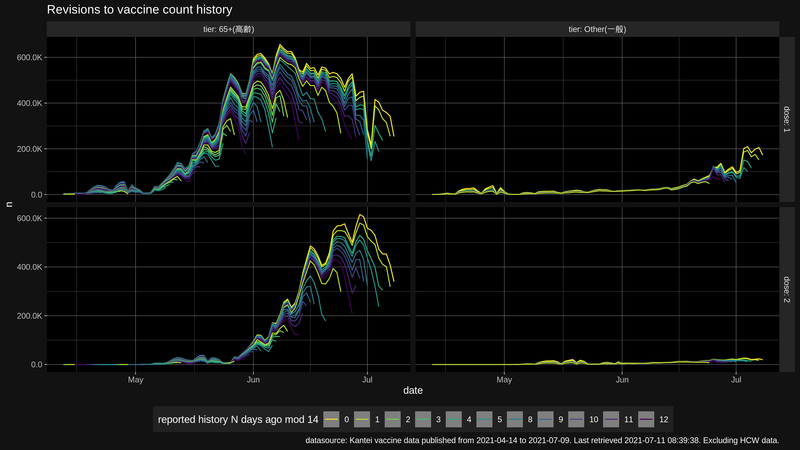 Revisions to vaccine count history
tier: 65+(高齢)
tier: Other(一般)
600.0K
400.0K
200.0K
0.0
dose: 1
n
600.0K
400.0K
200.0K
0.0
dose: 2
May
Jun
Jul
May
Jun
Jul
date
reported history N days ago mod 14
0
1
2
3
4
5
8
9
10
11
12
datasource: Kantei vaccine data published from 2021-04-14 to 2021-07-09. Last retrieved 2021-07-11 08:39:38. Excluding HCW data.